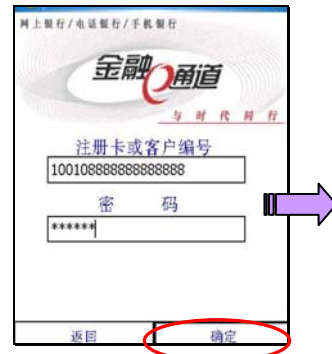 网上银行/电话银行/手机银行
金融e通道
与时代同行
注册卡或客户编号
100108888888888888
密码
******
返回 确定